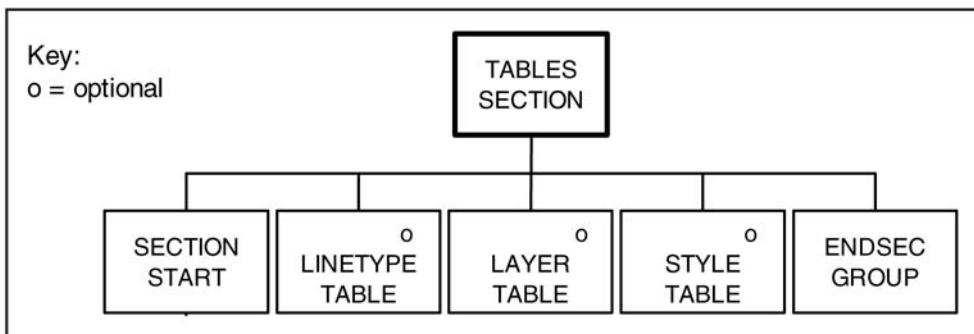 Key:
o = optional
TABLES
SECTION
SECTION
START
o
LINETYPE
TABLE
o
LAYER
TABLE
o
STYLE
TABLE
ENDSEC
GROUP